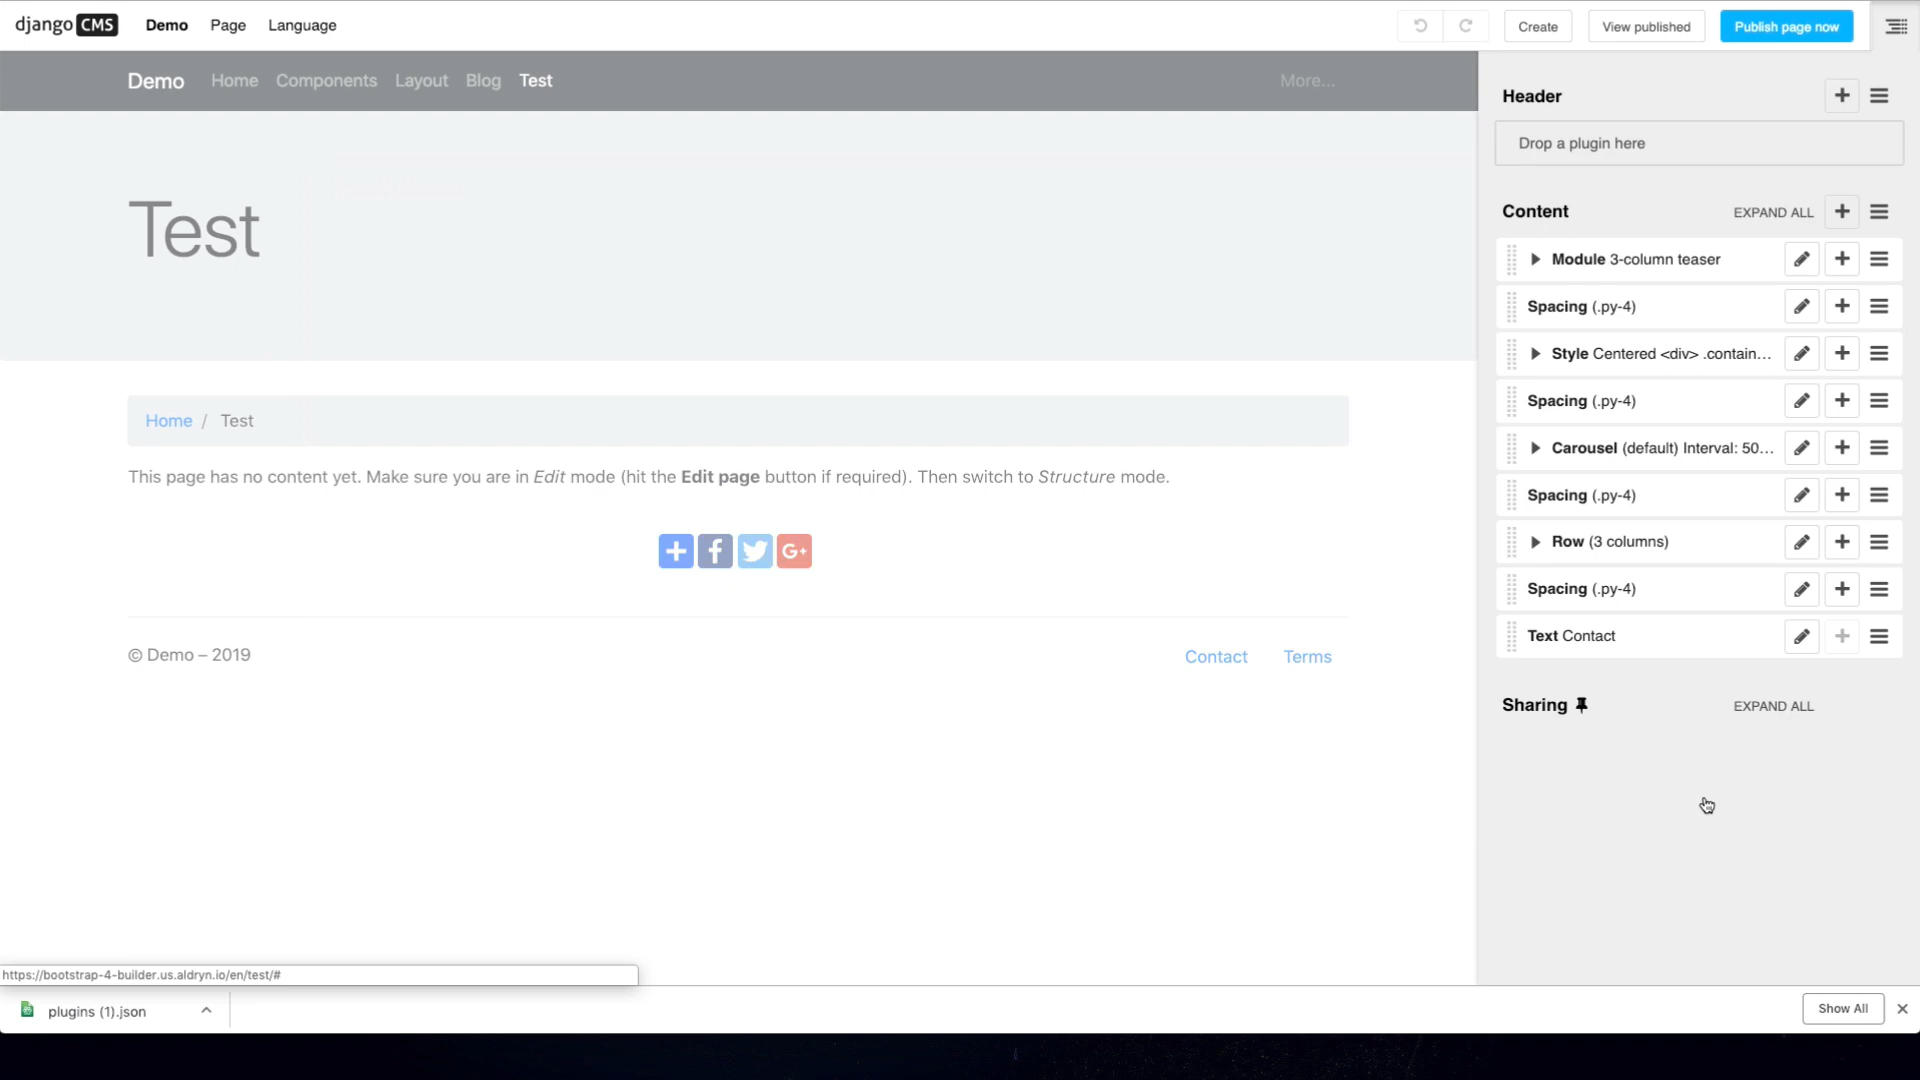 django CMS Demo Page Language Create View published Publish page now
Demo Home Components Layout Blog Test More...
Header
Drop a plugin here
Test
Content EXPAND ALL
Module 3-column teaser
Spacing (.py-4)
Style Centered <div> .contain...
Spacing (.py-4)
Carousel (default) Interval: 50...
Spacing (.py-4)
Row (3 columns)
Spacing (.py-4)
Text Contact
Sharing EXPAND ALL
Home / Test
This page has no content yet. Make sure you are in Edit mode (hit the Edit page button if required). Then switch to Structure mode.
f G+
© Demo – 2019 Contact Terms
https://bootstrap-4-builder.us.aldryn.io/en/test/#
plugins (1).json Show All